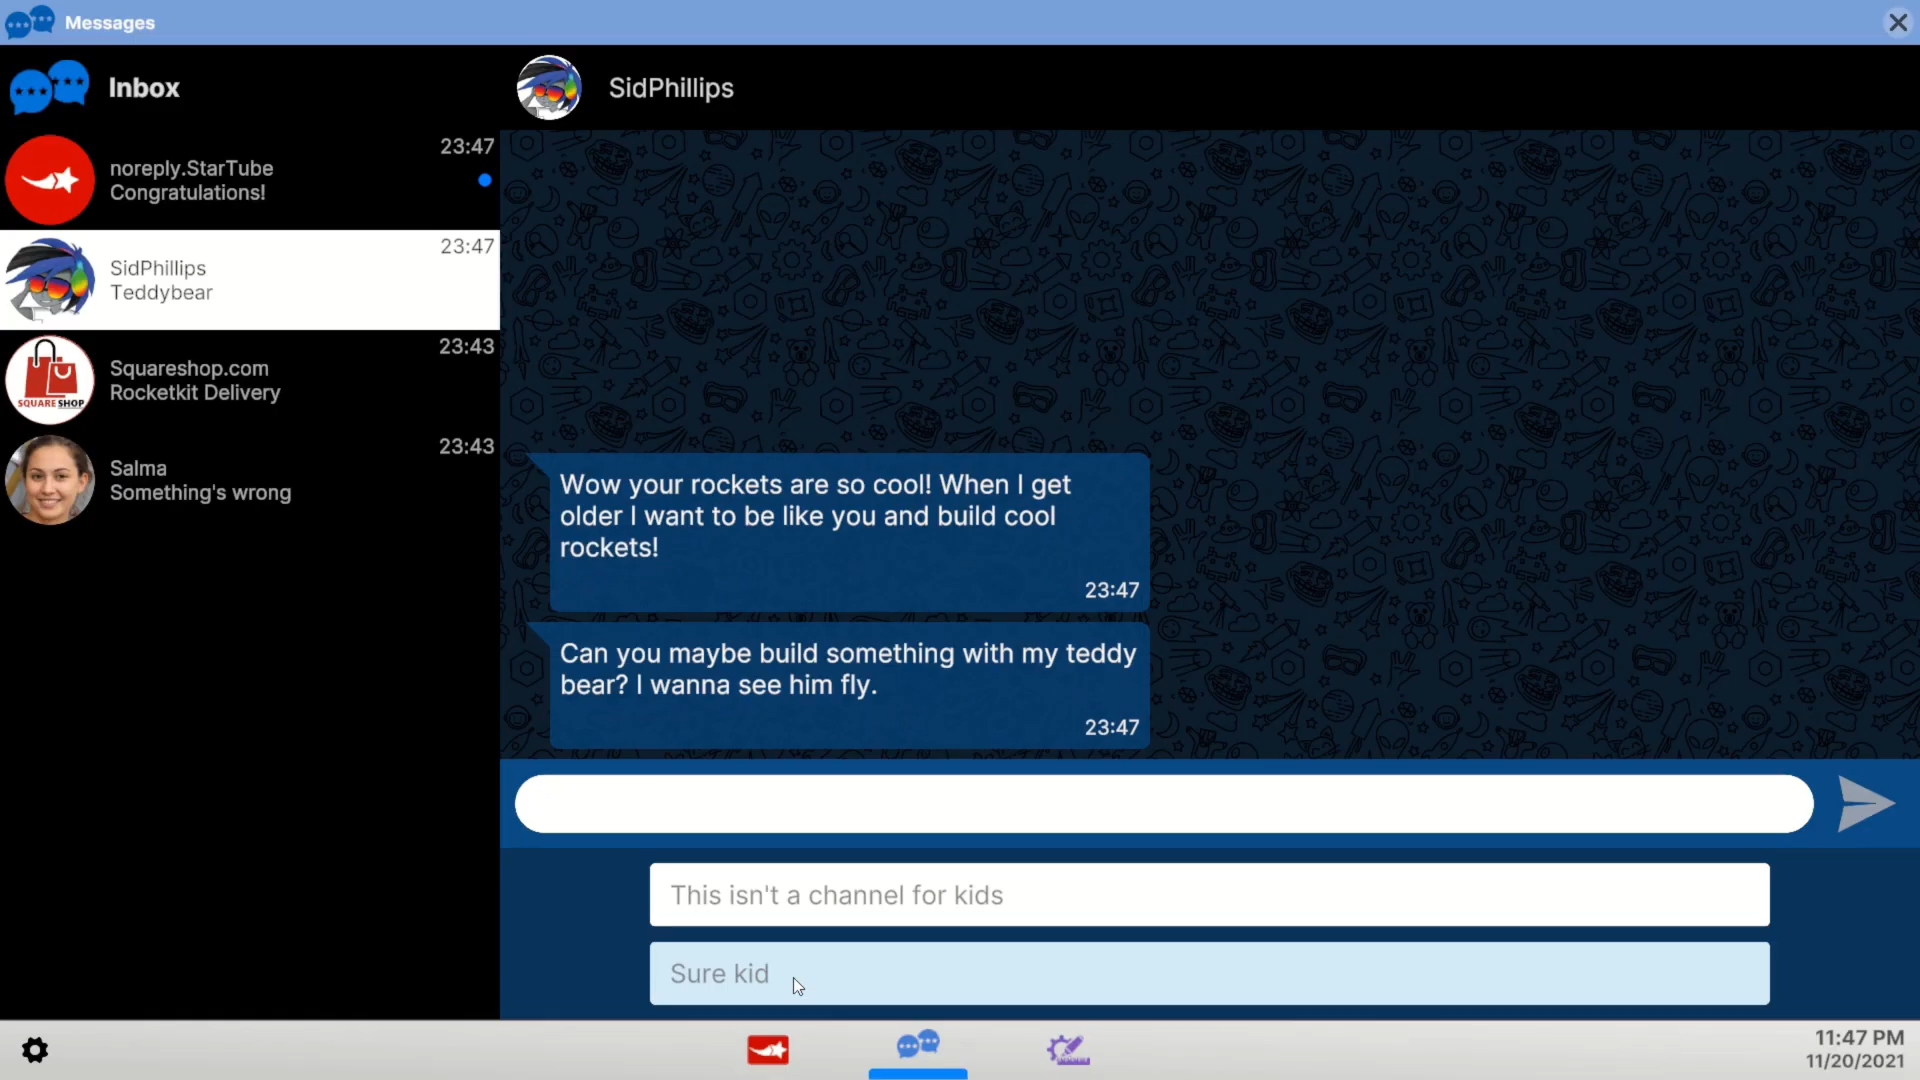 Messages
Inbox
SidPhillips
23:47
noreply.StarTube
Congratulations!
23:47
SidPhillips
Teddybear
23:43
Squareshop.com
Rocketkit Delivery
SQUARE SHOP
23:43
Salma
Something's wrong
Wow your rockets are so cool! When I get
older I want to be like you and build cool
rockets!
23:47
Can you maybe build something with my teddy
bear? I wanna see him fly.
23:47
This isn't a channel for kids
Sure kid
11:47 PM
11/20/2021